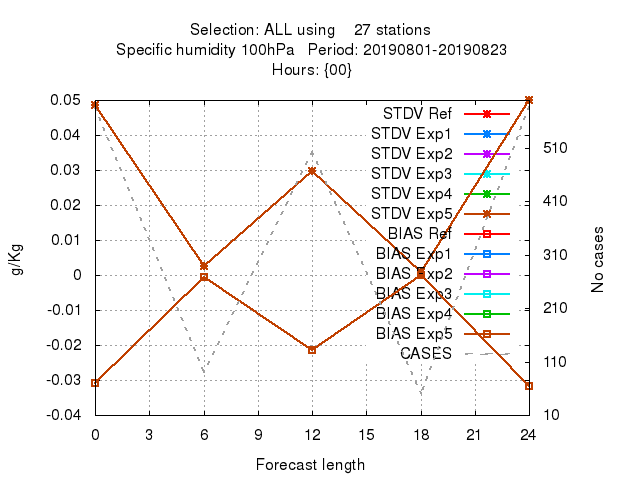 Selection: ALL using 27 stations
Specific humidity 100hPa Period: 20190801-20190823
Hours: {00}
0.05
0.04
0.03
0.02
0.01
0
-0.01
-0.02
-0.03
-0.04
g/Kg
STDV Ref
STDV Exp1
STDV Exp2
STDV Exp3
STDV Exp4
STDV Exp5
BIAS Ref
BIAS Exp1
BIAS Exp2
BIAS Exp3
BIAS Exp4
BIAS Exp5
CASES
510
410
310
210
110
10
No cases
0 3 6 9 12 15 18 21 24
Forecast length